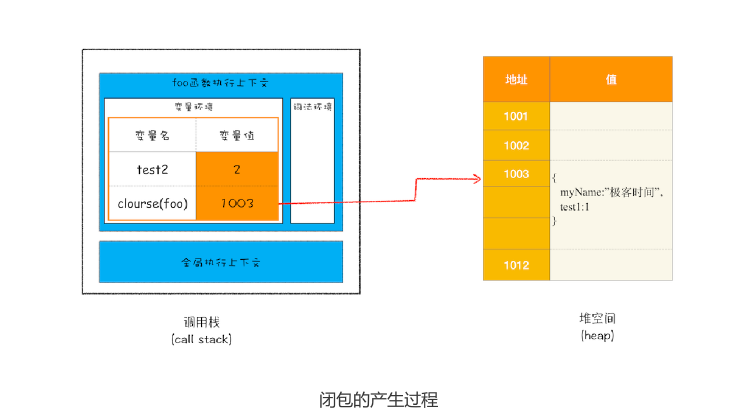 foo函数执行上下文
变量环境
词法环境
变量名 变量值
test2 2
clourse(foo) 1003
全局执行上下文
调用栈
(call stack)
地址 值
1001
1002
1003
{
myName:"极客时间",
test1:1
}
1012
堆空间
(heap)
闭包的产生过程